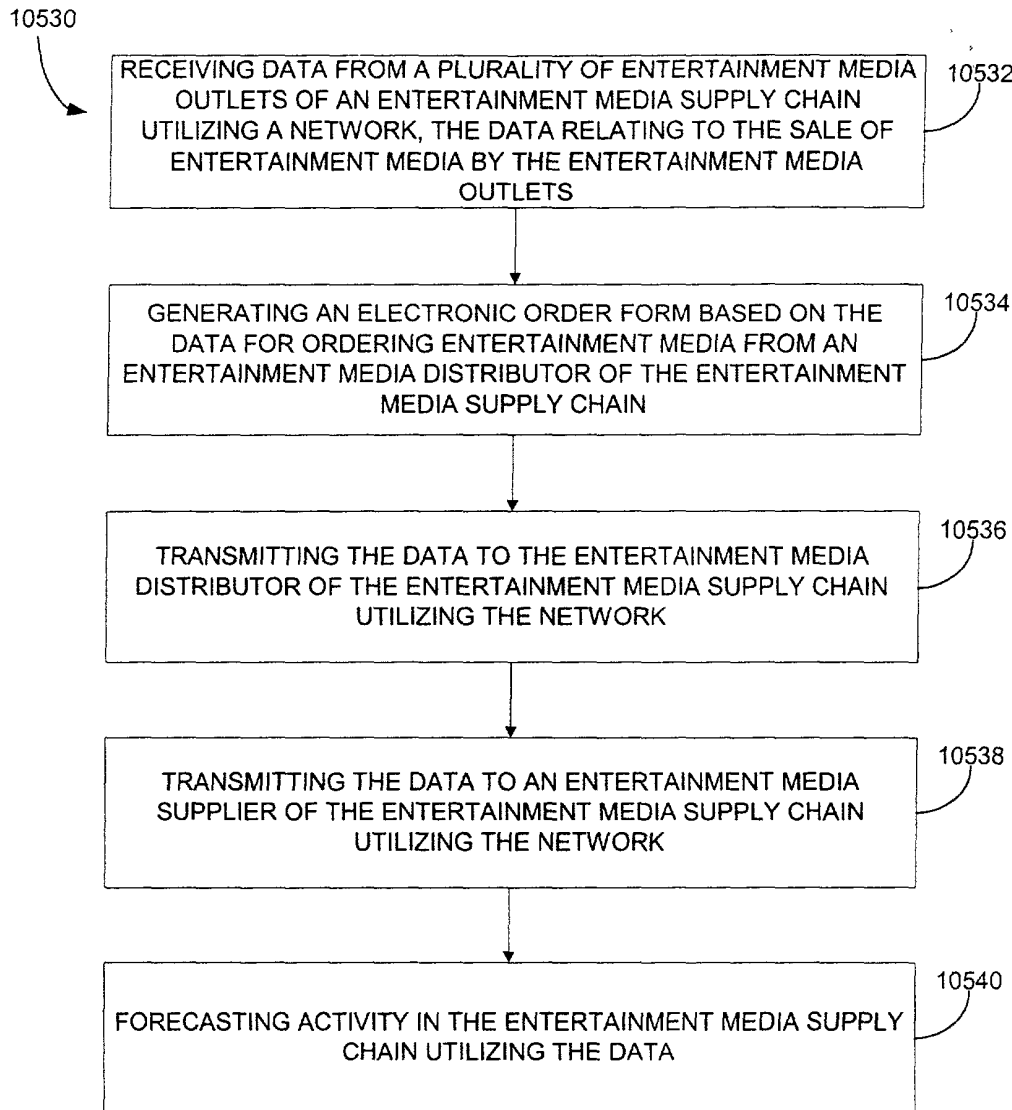 10530
RECEIVING DATA FROM A PLURALITY OF ENTERTAINMENT MEDIA
OUTLETS OF AN ENTERTAINMENT MEDIA SUPPLY CHAIN
UTILIZING A NETWORK, THE DATA RELATING TO THE SALE OF
ENTERTAINMENT MEDIA BY THE ENTERTAINMENT MEDIA
OUTLETS
10532
GENERATING AN ELECTRONIC ORDER FORM BASED ON THE
DATA FOR ORDERING ENTERTAINMENT MEDIA FROM AN
ENTERTAINMENT MEDIA DISTRIBUTOR OF THE ENTERTAINMENT
MEDIA SUPPLY CHAIN
10534
TRANSMITTING THE DATA TO THE ENTERTAINMENT MEDIA
DISTRIBUTOR OF THE ENTERTAINMENT MEDIA SUPPLY CHAIN
UTILIZING THE NETWORK
10536
TRANSMITTING THE DATA TO AN ENTERTAINMENT MEDIA
SUPPLIER OF THE ENTERTAINMENT MEDIA SUPPLY CHAIN
UTILIZING THE NETWORK
10538
FORECASTING ACTIVITY IN THE ENTERTAINMENT MEDIA SUPPLY
CHAIN UTILIZING THE DATA
10540